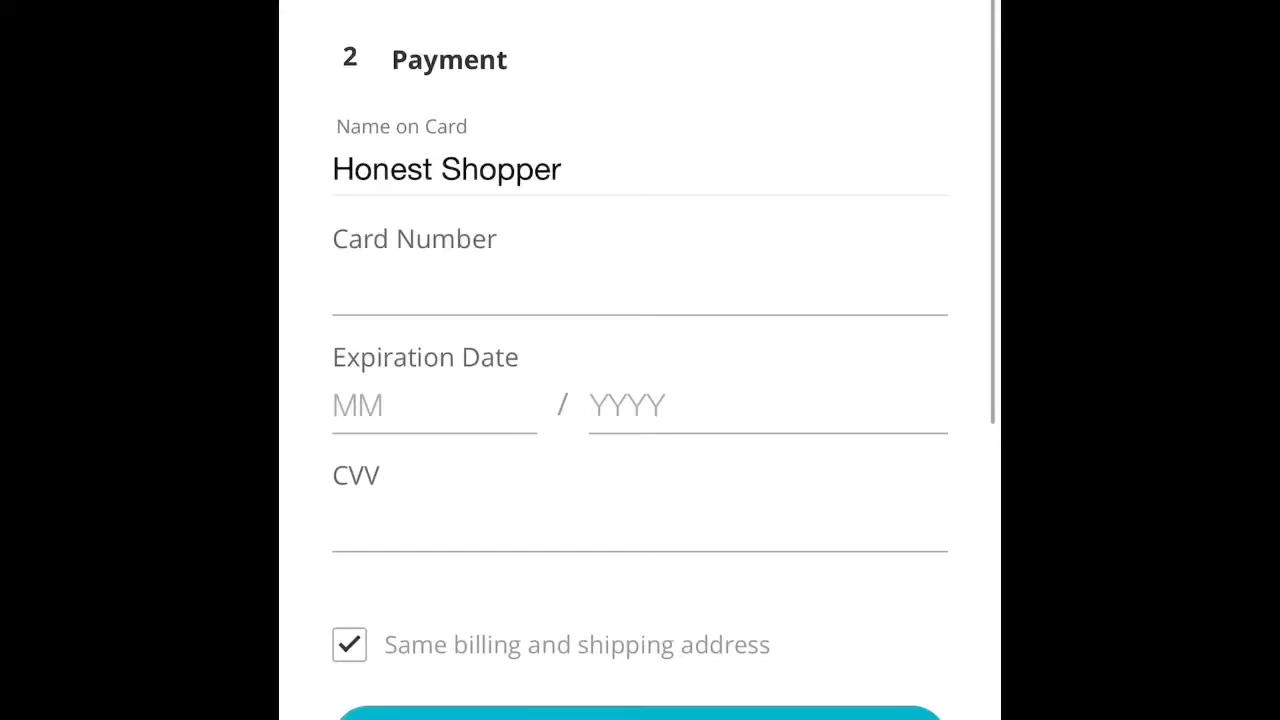 2 Payment
Name on Card
Honest Shopper
Card Number
Expiration Date
MM / YYYY
CVV
Same billing and shipping address